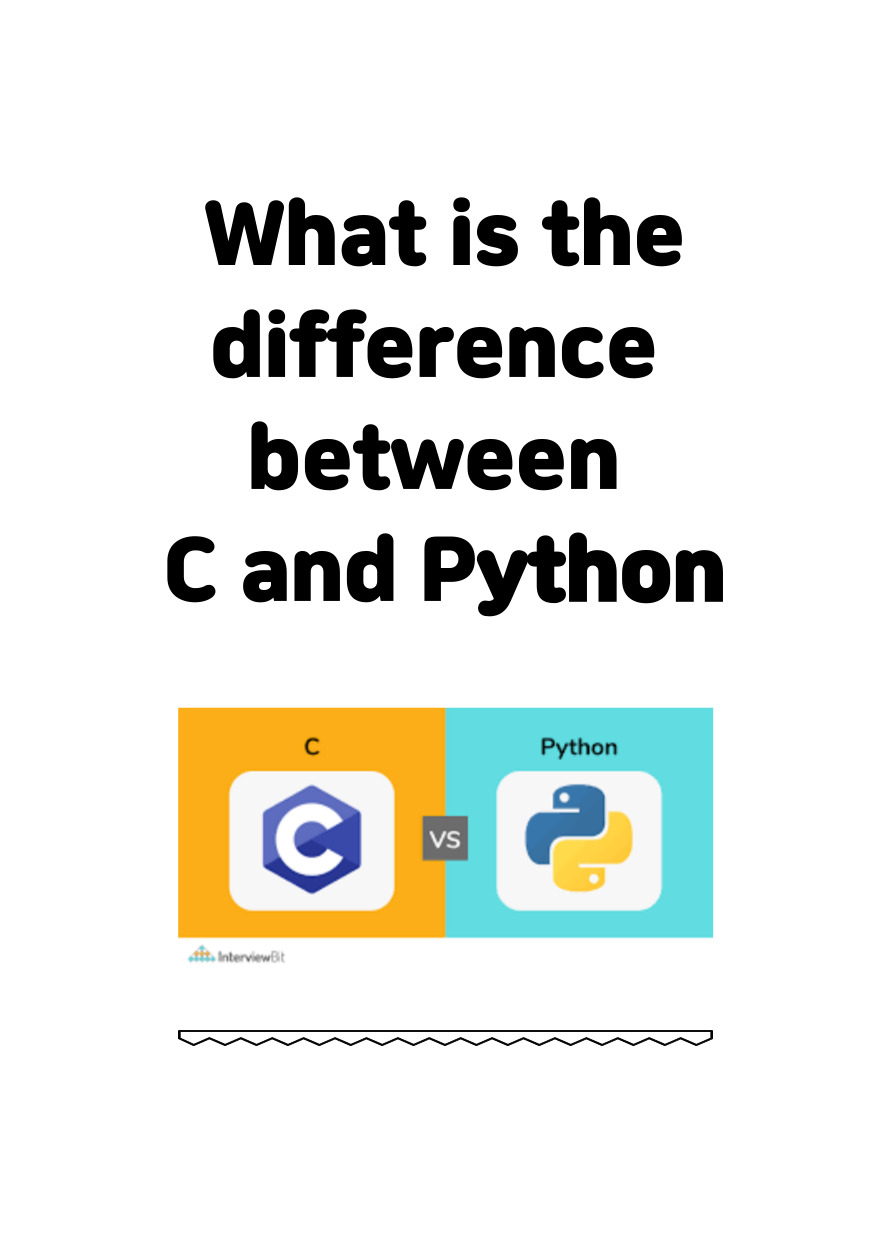 What is the
difference
between
C and Python
C
Python
VS
InterviewBit